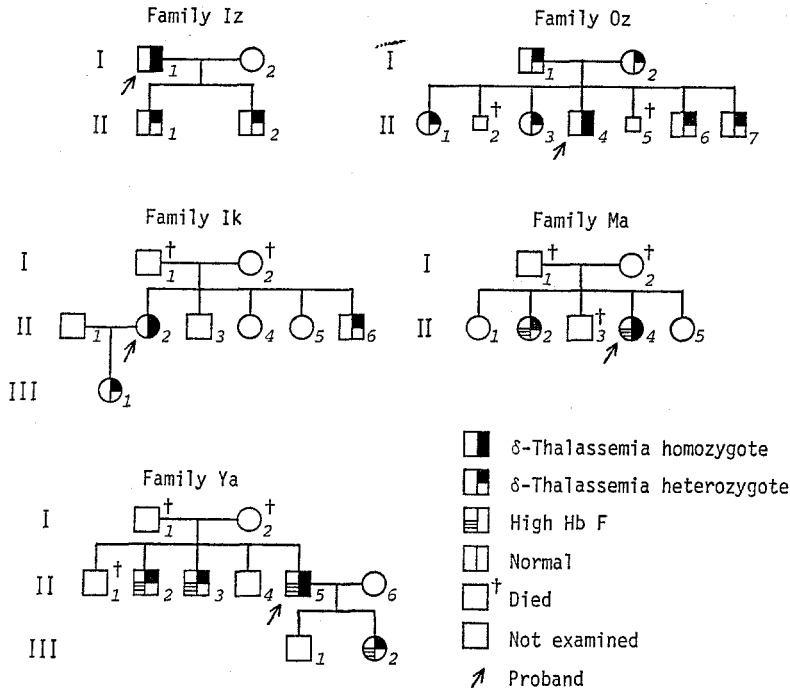 Family Iz
I
1
2
II
1
2
Family Oz
I
1
2
II
1
†
2
3
4
†
5
6
7
Family Ik
I
†
1
†
2
II
1
2
3
4
5
6
III
1
Family Ma
I
†
1
†
2
II
1
2
†
3
4
5
Family Ya
I
†
1
†
2
II
†
1
2
3
4
5
6
III
1
2
δ-Thalassemia homozygote
δ-Thalassemia heterozygote
High Hb F
Normal
† Died
Not examined
Proband